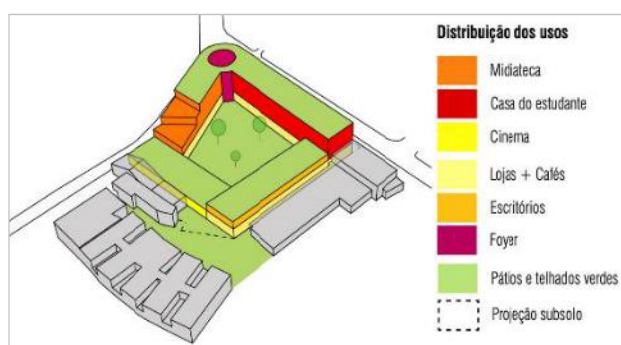 Distribuição dos usos
Midiateca
Casa do estudante
Cinema
Lojas + Cafés
Escritórios
Foyer
Pátios e telhados verdes
Projeção subsolo